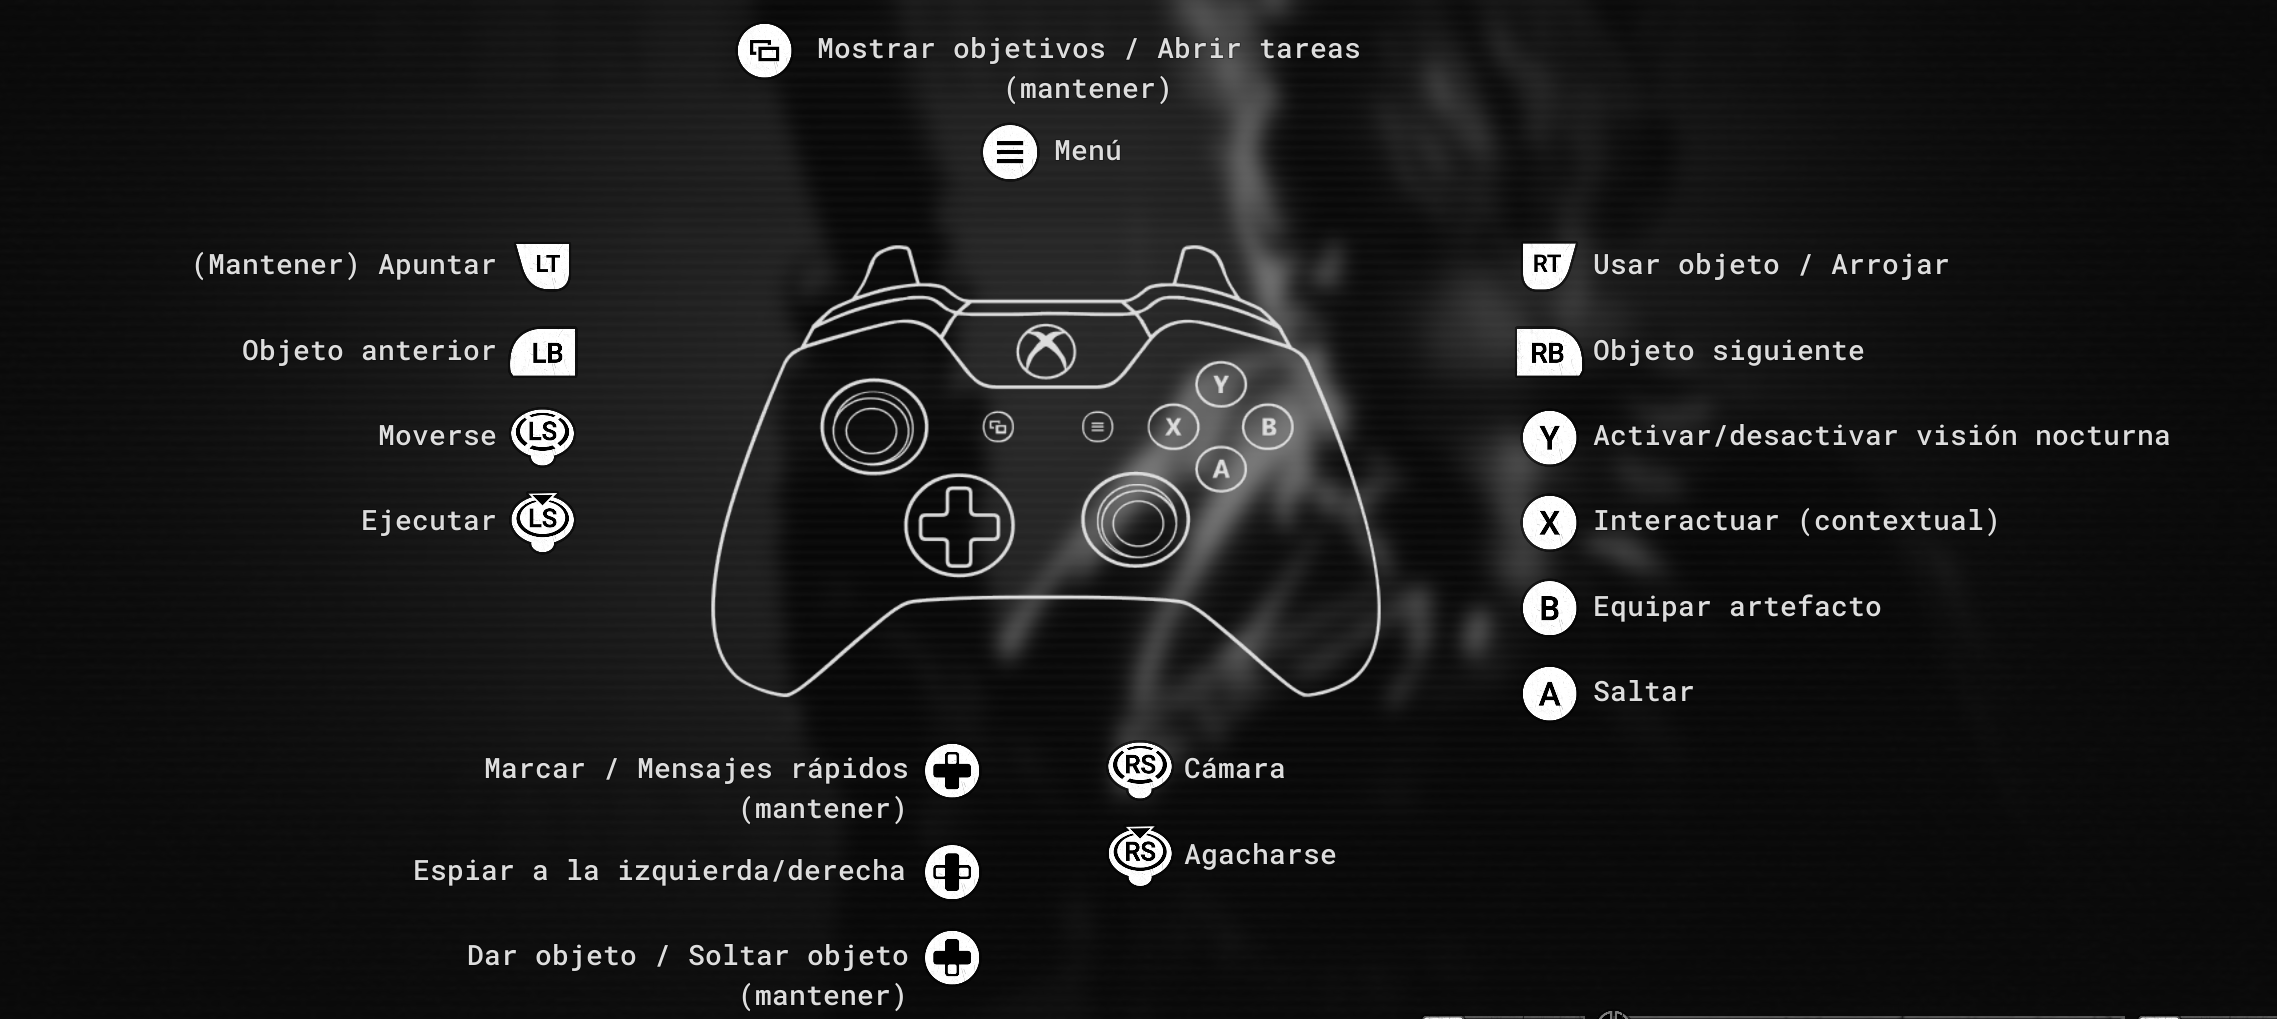 Mostrar objetivos / Abrir tareas
(mantener)
Menú
(Mantener) Apuntar LT
Objeto anterior LB
Moverse LS
Ejecutar LS
Y
X B
A
RT Usar objeto / Arrojar
RB Objeto siguiente
Y Activar/desactivar visión nocturna
X Interactuar (contextual)
B Equipar artefacto
A Saltar
Marcar / Mensajes rápidos
(mantener)
Espiar a la izquierda/derecha
Dar objeto / Soltar objeto
(mantener)
RS Cámara
RS Agacharse